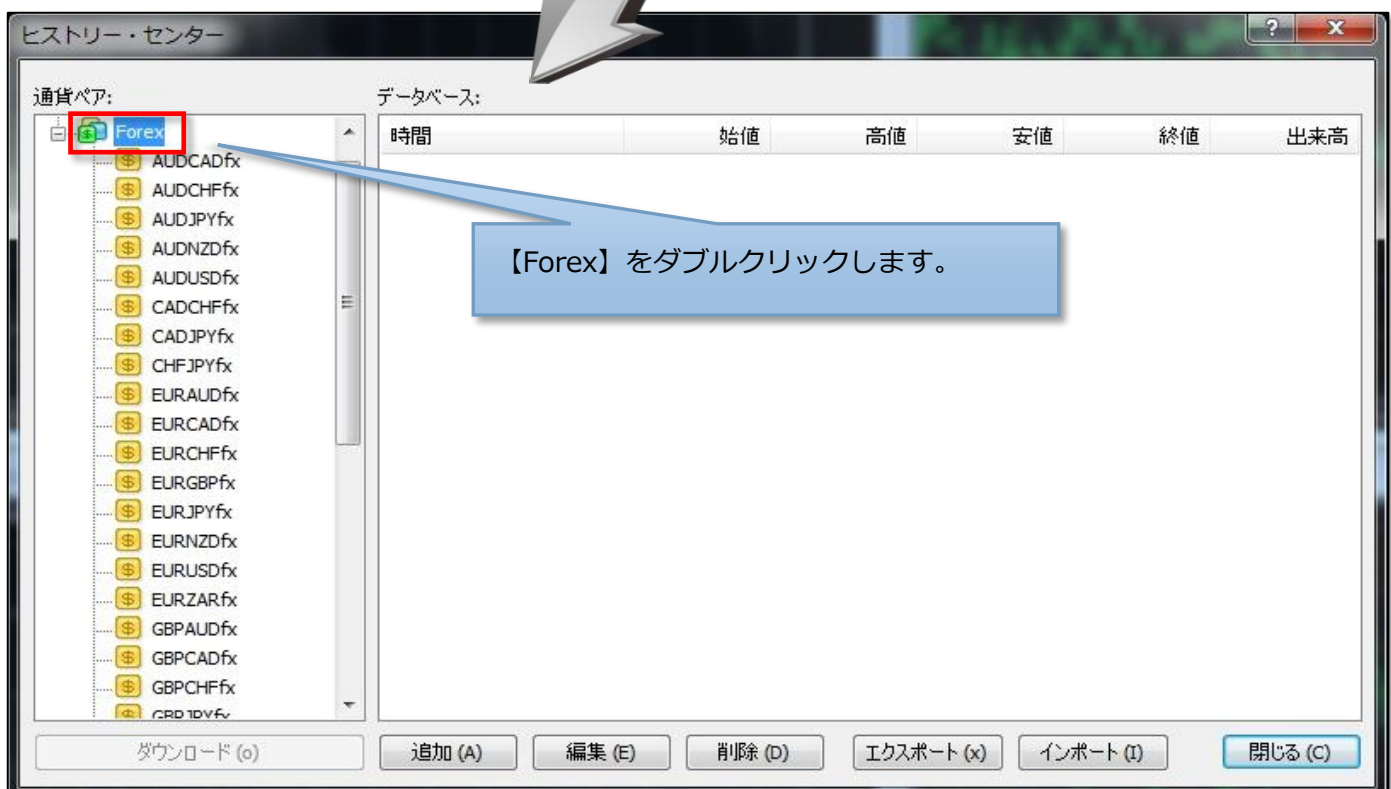 ヒストリー・センター
?
X
通貨ペア:
データベース:
Forex
時間 始値 高値 安値 終値 出来高
AUDCADfx
AUDCHFfx
AUDJPYfx
AUDNZDfx
【Forex】をダブルクリックします。
AUDUSDfx
CADCHFfx
CADJPYfx
CHFJPYfx
EURAUDfx
EURCADfx
EURCHFfx
EURGBPfx
EURJPYfx
EURNZDfx
EURUSDfx
EURZARfx
GBPAUDfx
GBPCADfx
GBPCHFfx
GBPJPYfx
ダウンロード (o) 追加 (A) 編集 (E) 削除 (D) エクスポート (x) インポート (I) 閉じる (C)